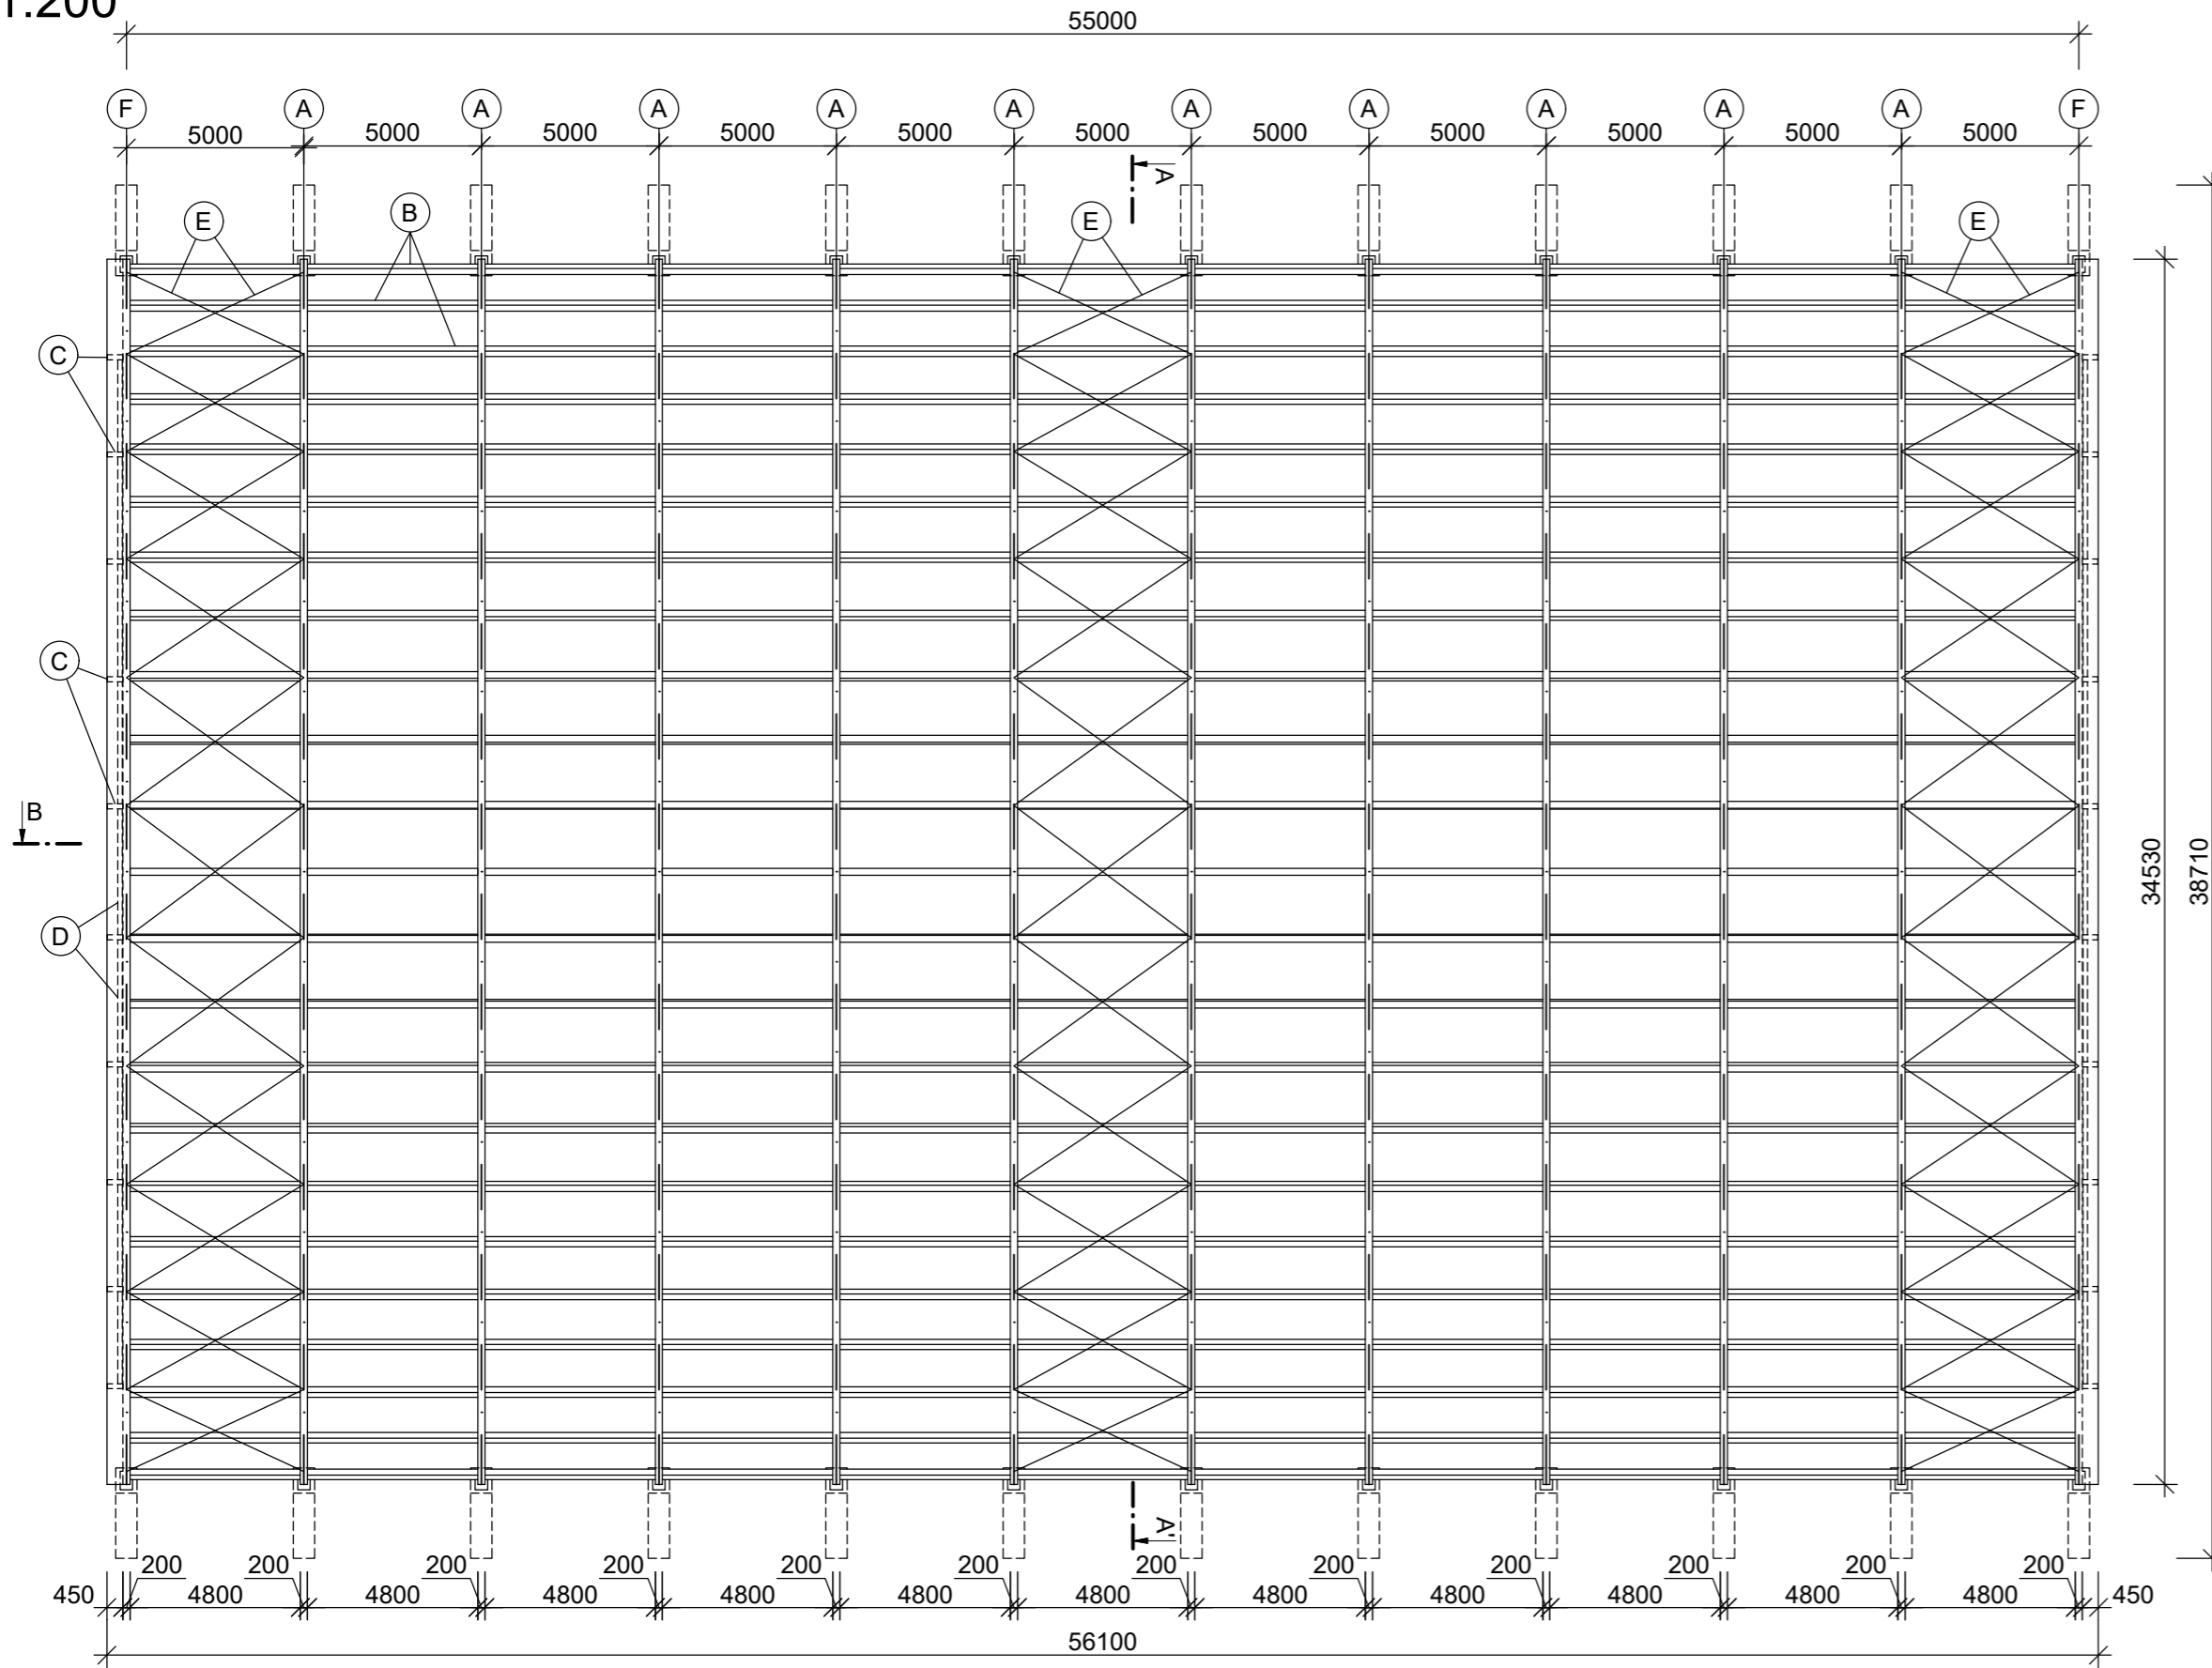 1:200
55000
F A A A A A A A A A A F
5000 5000 5000 5000 5000 5000 5000 5000 5000 5000 5000
A
E B E E
C
C
B
34530
38710
D
A'
200 200 200 200 200 200 200 200 200 200 200 200
450 4800 4800 4800 4800 4800 4800 4800 4800 4800 4800 4800 450
56100